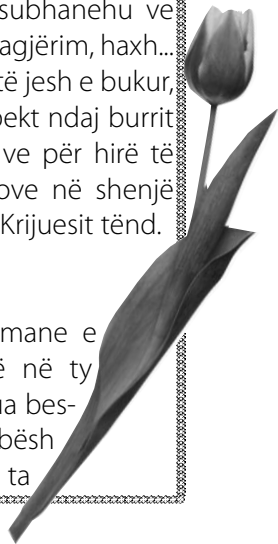 subhanehu ve
agjërim, haxh...
të jesh e bukur,
pekt ndaj burrit
ve për hirë të
ove në shenjë
Krijuesit tënd.
mane e
ë në ty
a bes-
bësh
ta